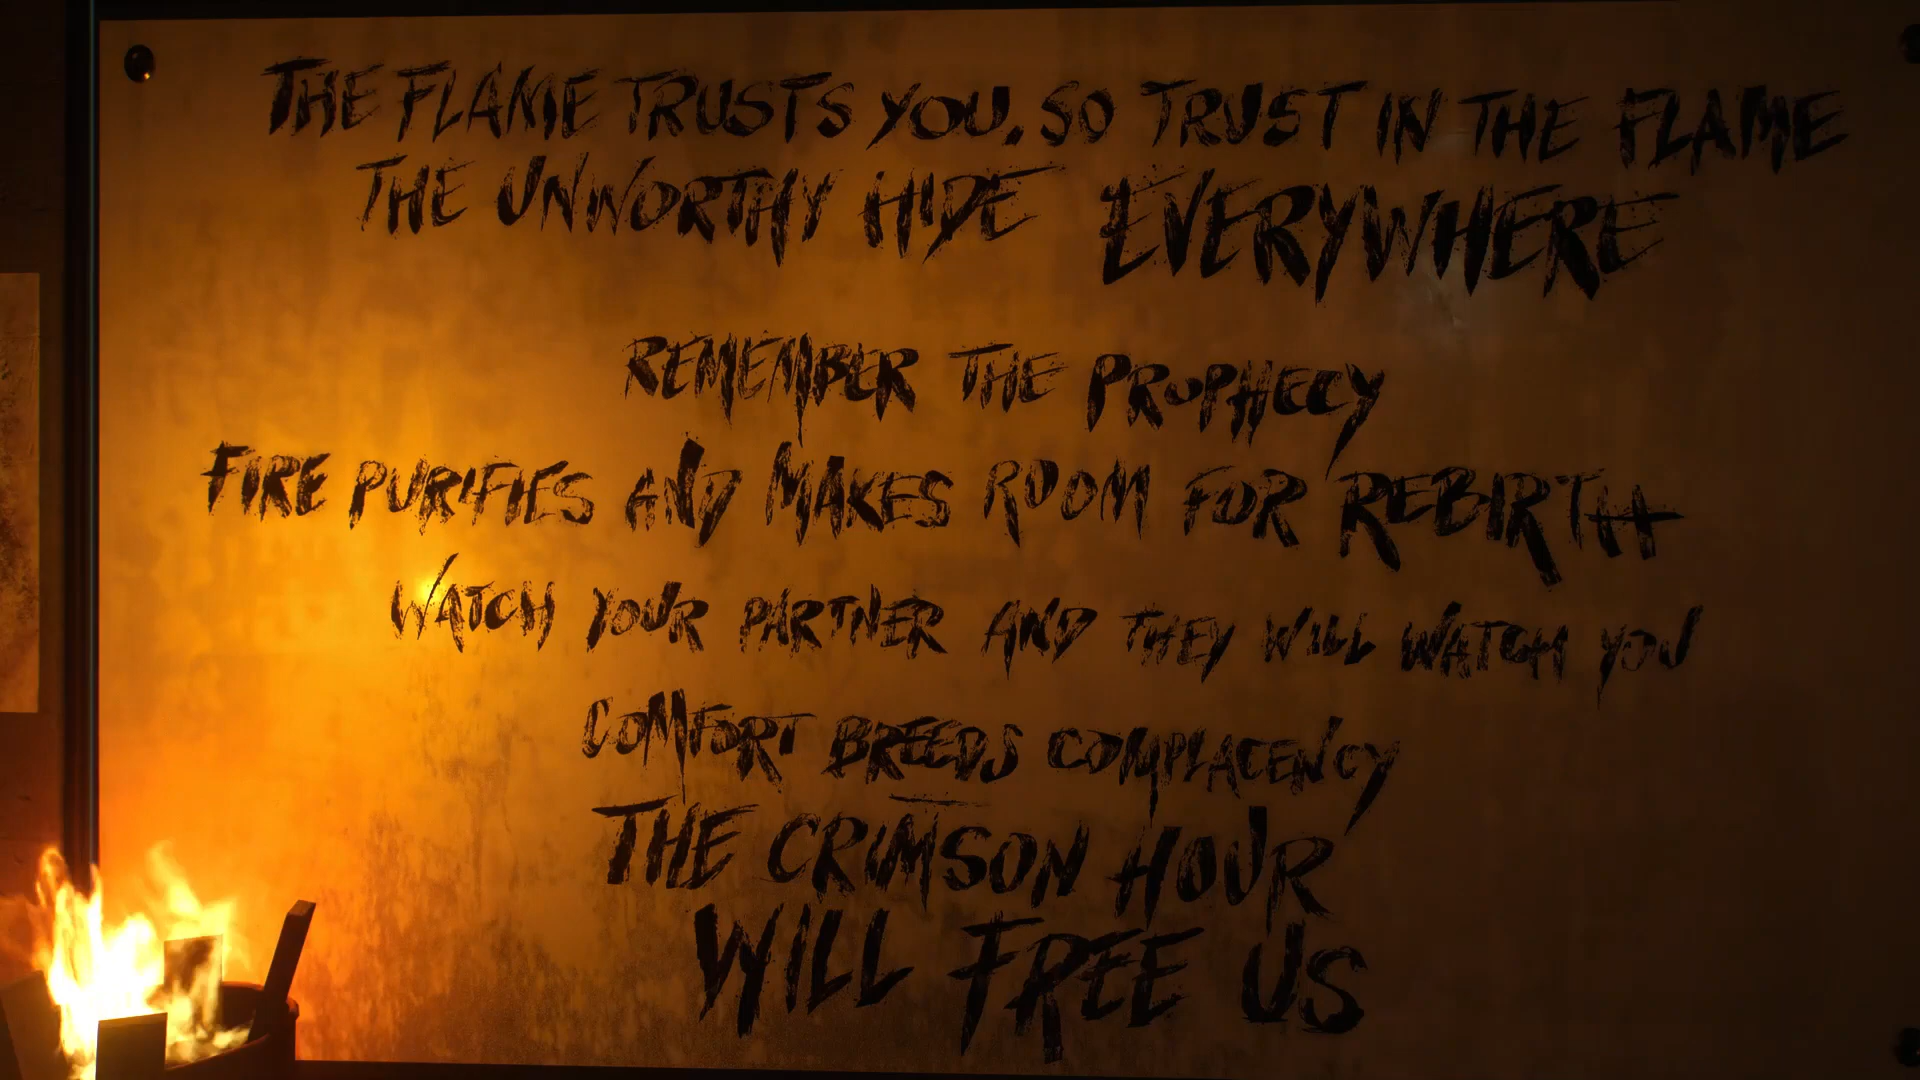 THE FLAME TRUSTS YOU, SO TRUST IN THE FLAME
THE UNWORTHY HIDE EVERYWHERE
REMEMBER THE PROPHECY
FIRE PURIFIES AND MAKES ROOM FOR REBIRTH
WATCH YOUR PARTNER AND THEY WILL WATCH YOU
COMFORT BREEDS COMPLACENCY
THE CRIMSON HOUR
WILL FREE US